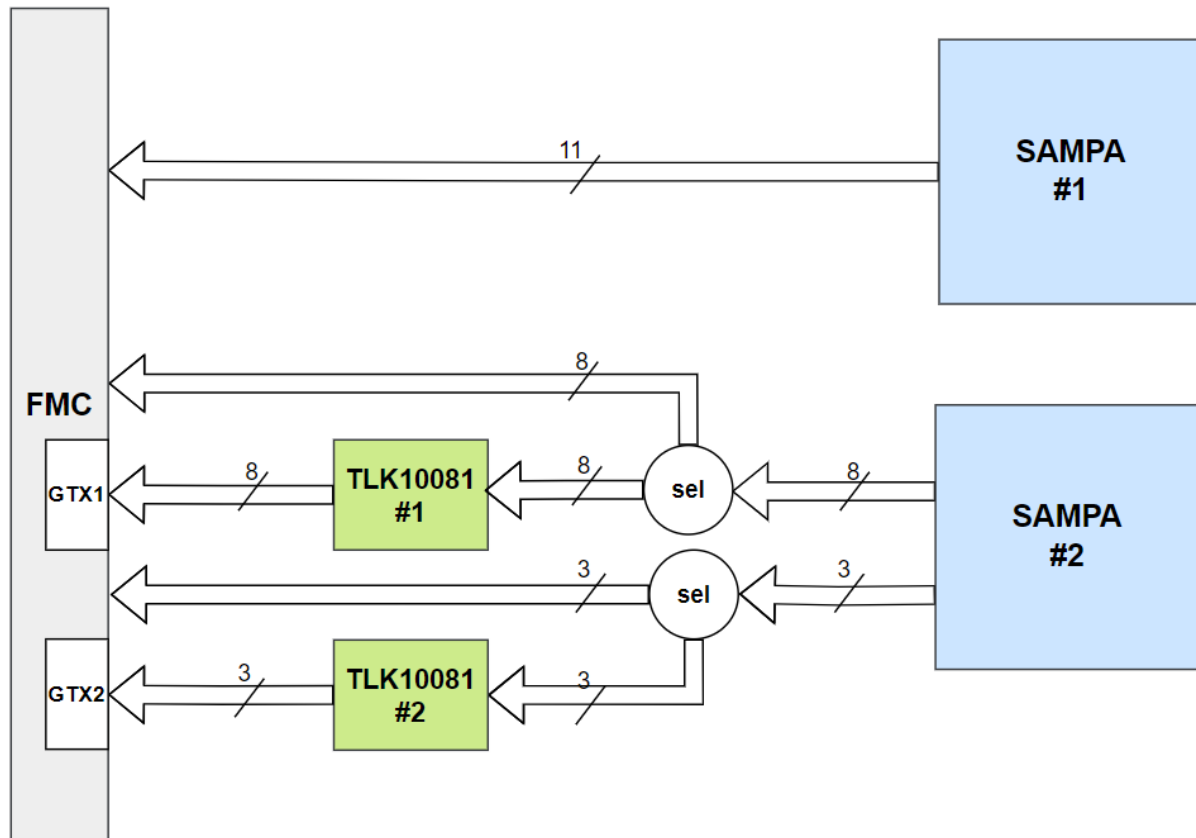 11
SAMPA
#1
8
FMC
GTX1
8
TLK10081
#1
8
sel
8
SAMPA
#2
3
sel
3
GTX2
3
TLK10081
#2
3